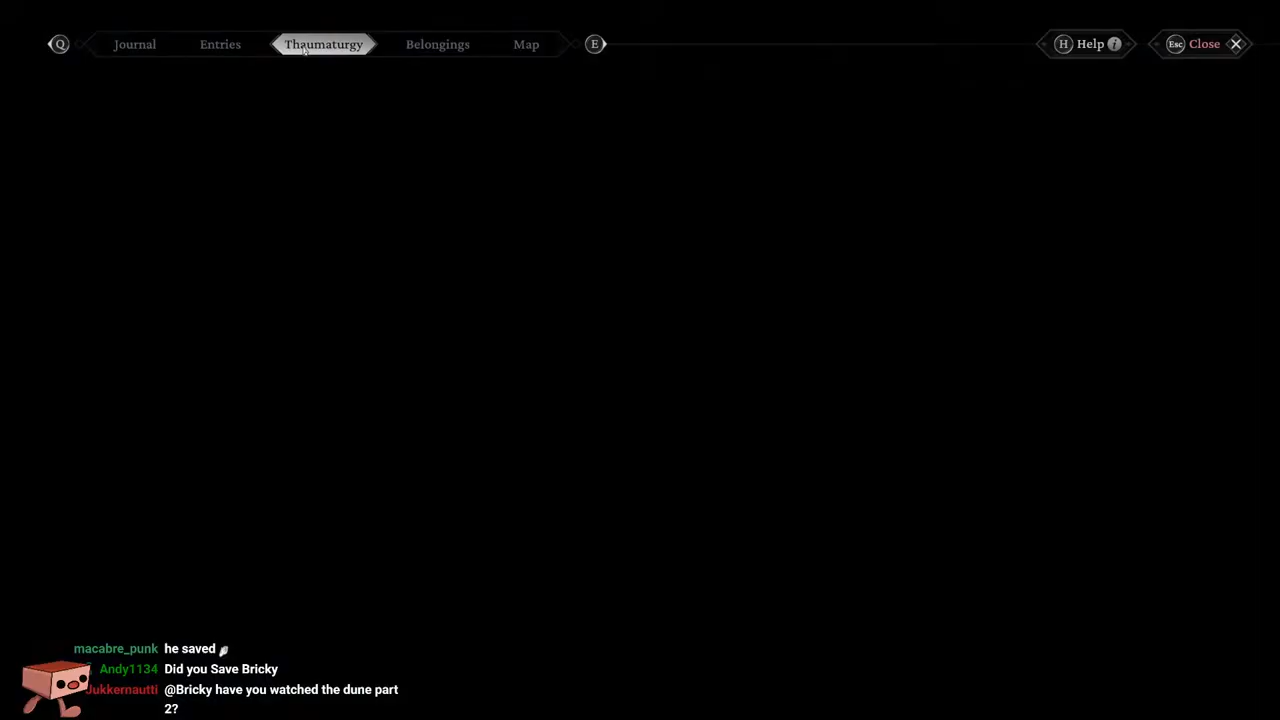 Q Journal Entries Thaumaturgy Belongings Map E H Help i Esc Close
macabre_punk he saved
Andy1134 Did you Save Bricky
Jukkernautti @Bricky have you watched the dune part
2?